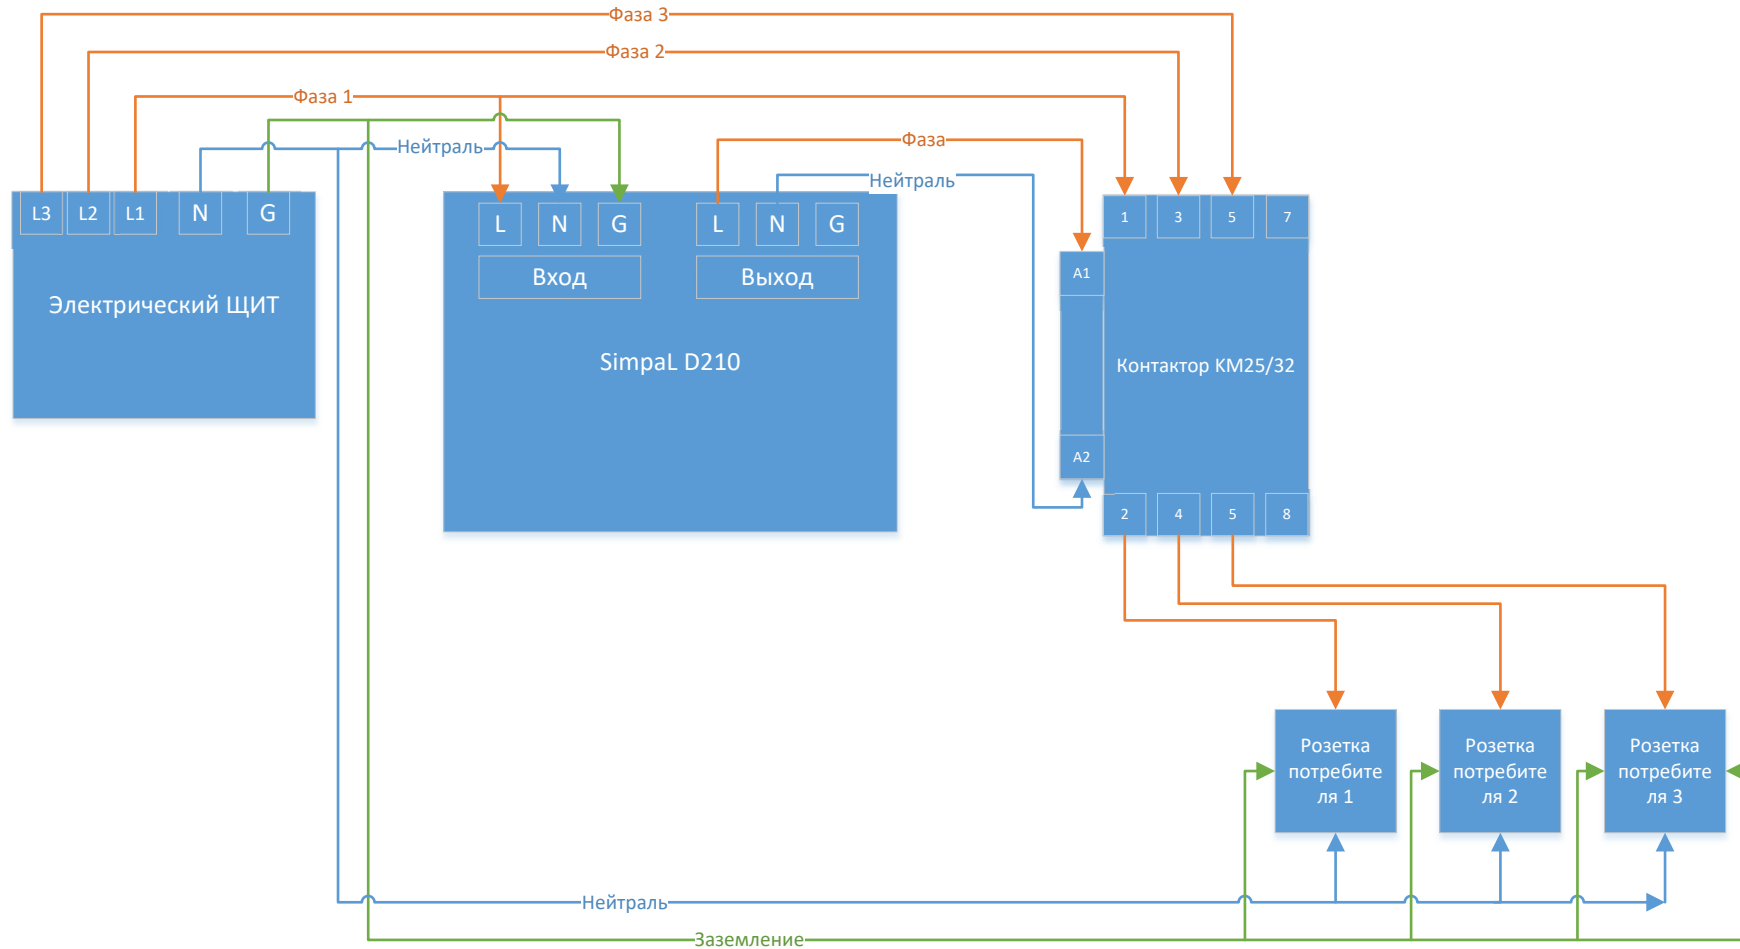 Фаза 3
Фаза 2
Фаза 1
Нейтраль
Фаза
Нейтраль
L3 L2 L1 N G
Электрический ЩИТ
L N G L N G
Вход Выход
SimpaL D210
1 3 5 7
A1
Контактор КМ25/32
A2
2 4 5 8
Розетка
потребите
ля 1
Розетка
потребите
ля 2
Розетка
потребите
ля 3
Нейтраль
Заземление